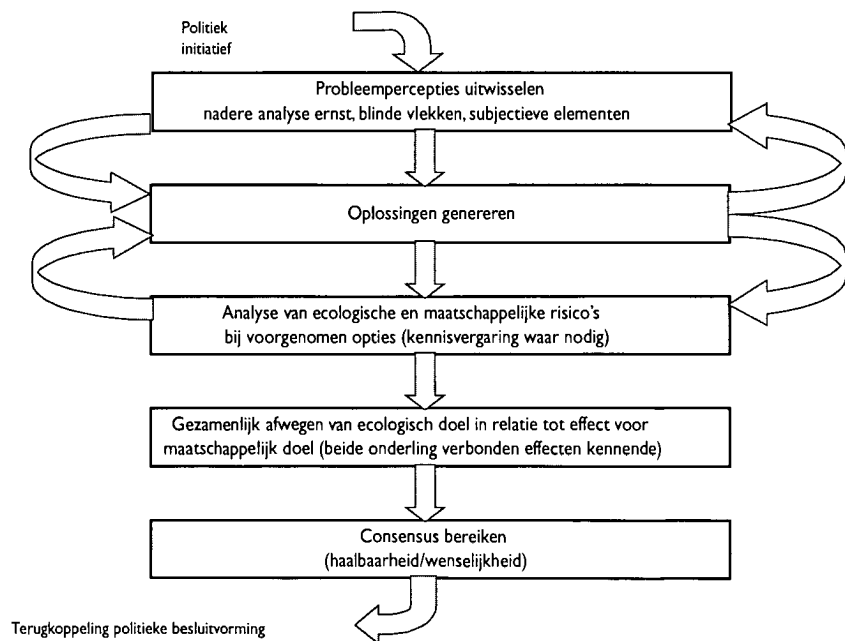 Politiek
initiatief
Probleempercepties uitwisselen
nadere analyse ernst, blinde vlekken, subjectieve elementen
Oplossingen genereren
Analyse van ecologische en maatschappelijke risico's
bij voorgenomen opties (kennisvergaring waar nodig)
Gezamenlijk afwegen van ecologisch doel in relatie tot effect voor
maatschappelijk doel (beide onderling verbonden effecten kennende)
Consensus bereiken
(haalbaarheid/wenselijkheid)
Terugkoppeling politieke besluitvorming